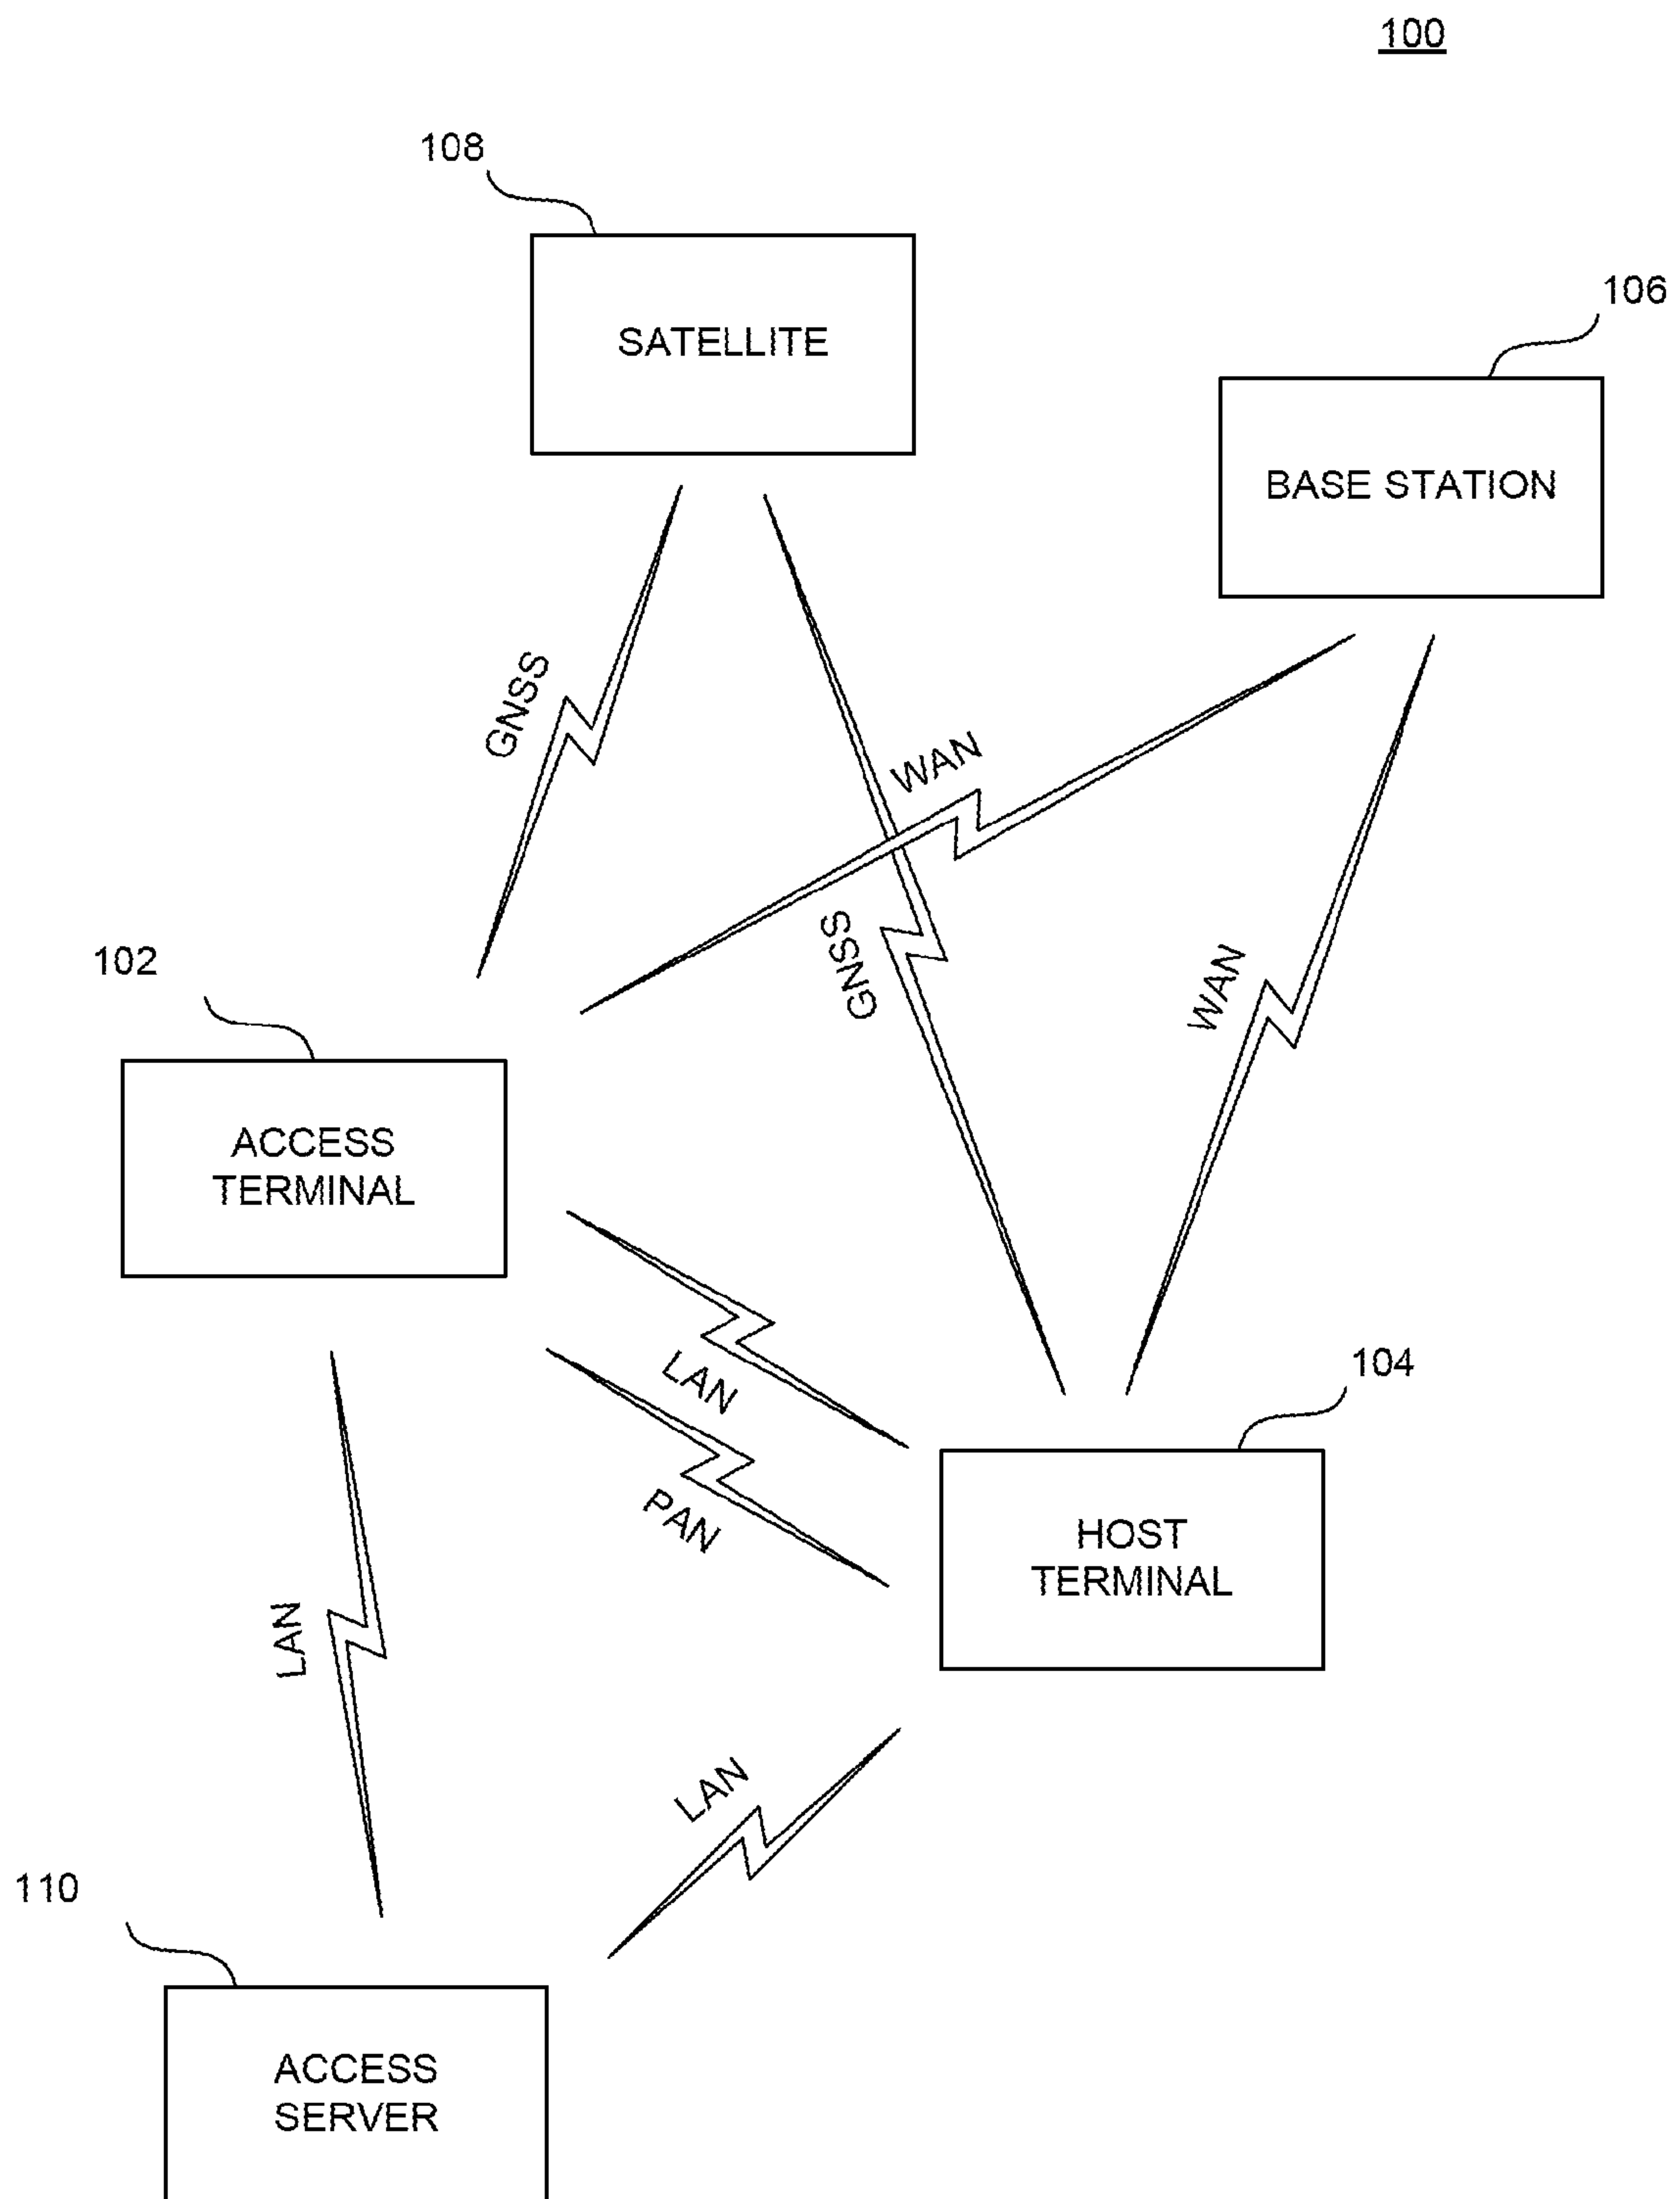 100
108
SATELLITE
106
BASE STATION
GNSS
WAN
GNSS
WAN
102
ACCESS
TERMINAL
LAN
PAN
104
HOST
TERMINAL
LAN
LAN
110
ACCESS
SERVER